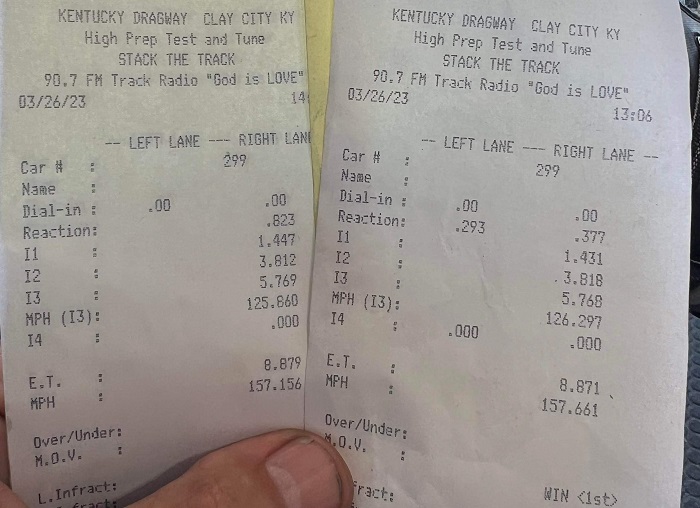 KENTUCKY DRAGWAY CLAY CITY KY
High Prep Test and Tune
STACK THE TRACK
90.7 FM Track Radio "God is LOVE"
03/26/23 14
-- LEFT LANE --- RIGHT LAN
Car # : 299
Name :
Dial-in : .00 .00
Reaction: .823
I1 : 1.447
I2 : 3.812
I3 : 5.769
MPH (I3): 125.860
I4 : .000
E.T. : 8.879
MPH : 157.156
Over/Under:
M.O.V. :
L.Infract:
KENTUCKY DRAGWAY CLAY CITY KY
High Prep Test and Tune
STACK THE TRACK
90.7 FM Track Radio "God is LOVE"
03/26/23 13:06
-- LEFT LANE --- RIGHT LANE --
Car # : 299
Name :
Dial-in : .00 .00
Reaction: .293 .377
I1 : 1.431
I2 : 3.818
I3 : 5.768
MPH (I3): 126.297
I4 : .000 .000
E.T. : 8.871
MPH : 157.661
Over/Under:
M.O.V. :
fract: WIN <1st>